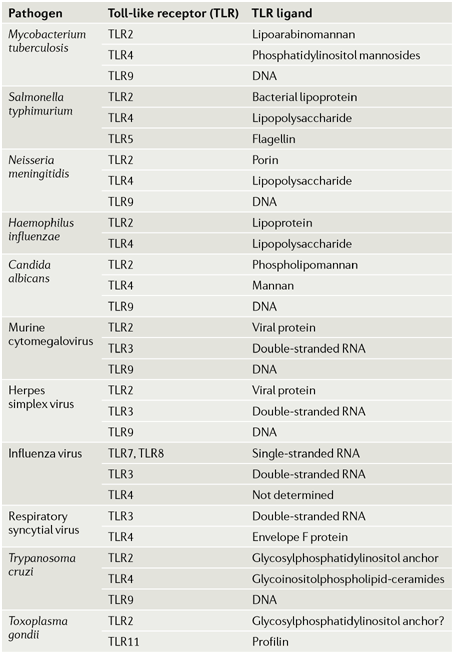 Pathogen Toll-like receptor (TLR) TLR ligand
Mycobacterium tuberculosis TLR2 Lipoarabinomannan
TLR4 Phosphatidylinositol mannosides
TLR9 DNA
Salmonella typhimurium TLR2 Bacterial lipoprotein
TLR4 Lipopolysaccharide
TLR5 Flagellin
Neisseria meningitidis TLR2 Porin
TLR4 Lipopolysaccharide
TLR9 DNA
Haemophilus influenzae TLR2 Lipoprotein
TLR4 Lipopolysaccharide
Candida albicans TLR2 Phospholipomannan
TLR4 Mannan
TLR9 DNA
Murine cytomegalovirus TLR2 Viral protein
TLR3 Double-stranded RNA
TLR9 DNA
Herpes simplex virus TLR2 Viral protein
TLR3 Double-stranded RNA
TLR9 DNA
Influenza virus TLR7, TLR8 Single-stranded RNA
TLR3 Double-stranded RNA
TLR4 Not determined
Respiratory syncytial virus TLR3 Double-stranded RNA
TLR4 Envelope F protein
Trypanosoma cruzi TLR2 Glycosylphosphatidylinositol anchor
TLR4 Glycoinositolphospholipid-ceramides
TLR9 DNA
Toxoplasma gondii TLR2 Glycosylphosphatidylinositol anchor?
TLR11 Profilin